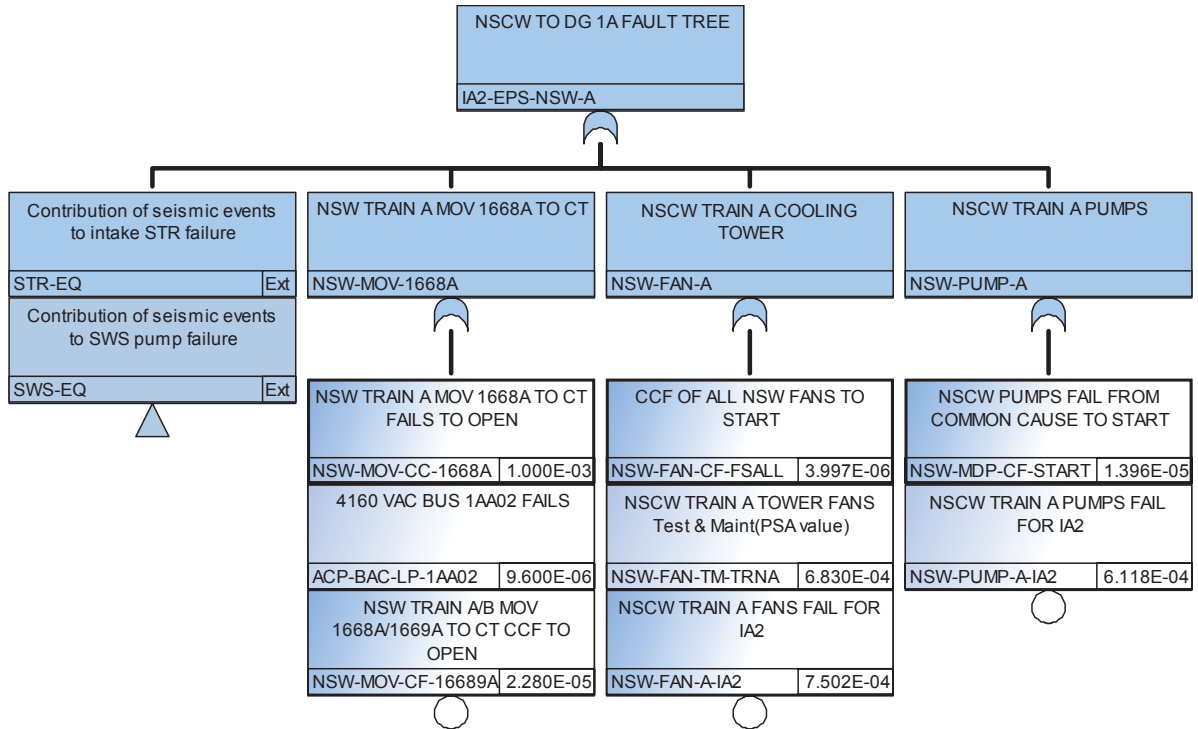 NSCW TO DG 1A FAULT TREE
IA2-EPS-NSW-A
Contribution of seismic events
to intake STR failure
STR-EQ Ext
Contribution of seismic events
to SWS pump failure
SWS-EQ Ext
NSW TRAIN A MOV 1668A TO CT
NSW-MOV-1668A
NSW TRAIN A MOV 1668A TO CT
FAILS TO OPEN
NSW-MOV-CC-1668A 1.000E-03
4160 VAC BUS 1AA02 FAILS
ACP-BAC-LP-1AA02 9.600E-06
NSW TRAIN A/B MOV
1668A/1669A TO CT CCF TO
OPEN
NSW-MOV-CF-16689A 2.280E-05
NSCW TRAIN A COOLING
TOWER
NSW-FAN-A
CCF OF ALL NSW FANS TO
START
NSW-FAN-CF-FSALL 3.997E-06
NSCW TRAIN A TOWER FANS
Test & Maint(PSA value)
NSW-FAN-TM-TRNA 6.830E-04
NSCW TRAIN A FANS FAIL FOR
IA2
NSW-FAN-A-IA2 7.502E-04
NSCW TRAIN A PUMPS
NSW-PUMP-A
NSCW PUMPS FAIL FROM
COMMON CAUSE TO START
NSW-MDP-CF-START 1.396E-05
NSCW TRAIN A PUMPS FAIL
FOR IA2
NSW-PUMP-A-IA2 6.118E-04